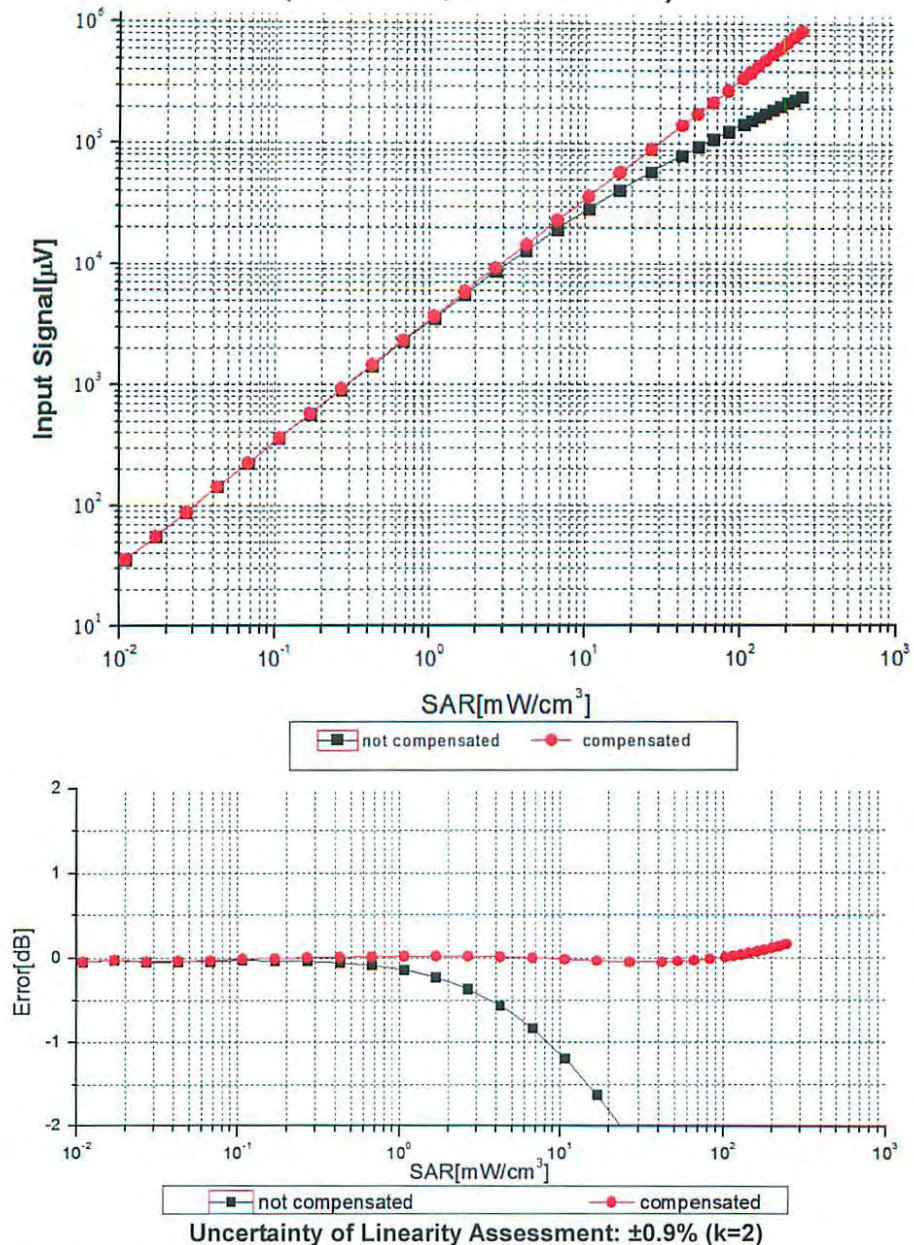 10⁶
10⁵
10⁴
10³
10²
10¹
Input Signal[µV]
10⁻² 10⁻¹ 10⁰ 10¹ 10² 10³
SAR[mW/cm³]
not compensated compensated
2
1
0
-1
-2
Error[dB]
10⁻² 10⁻¹ 10⁰ 10¹ 10² 10³
SAR[mW/cm³]
not compensated compensated
Uncertainty of Linearity Assessment: ±0.9% (k=2)